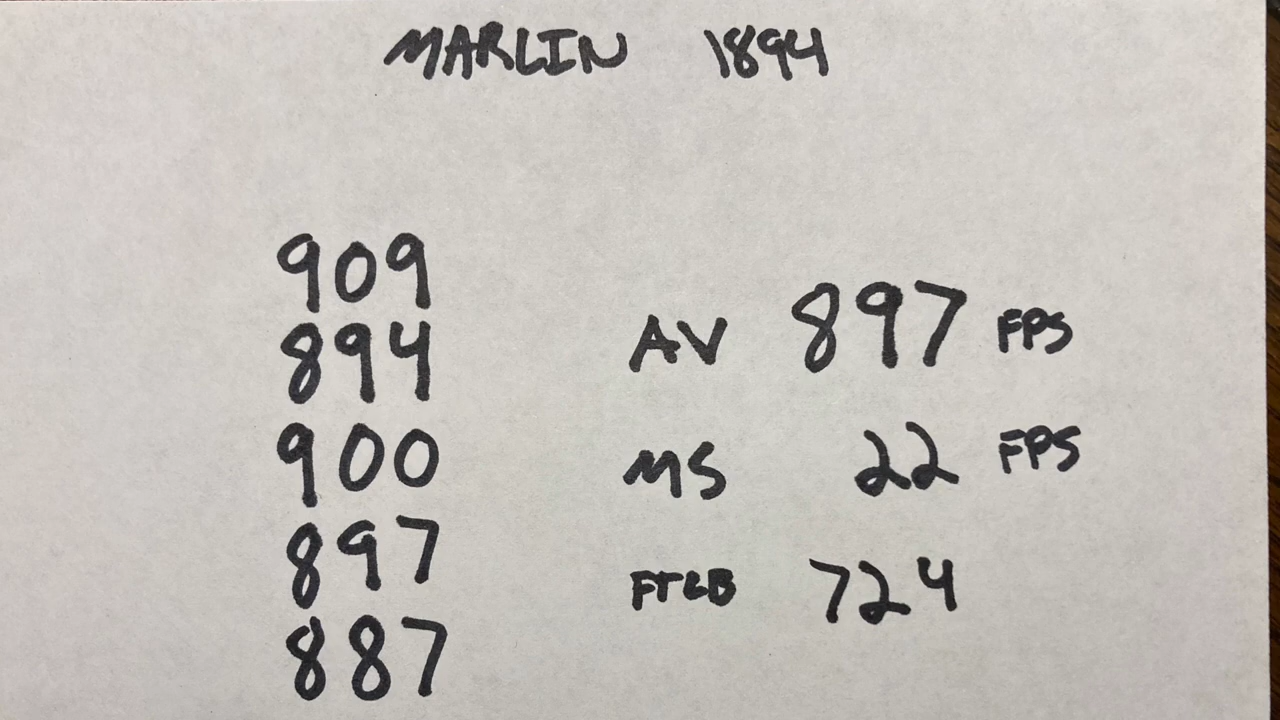 MARLIN 1894
909
894
900
897
887
AV 897 FPS
MS 22 FPS
FTLB 724